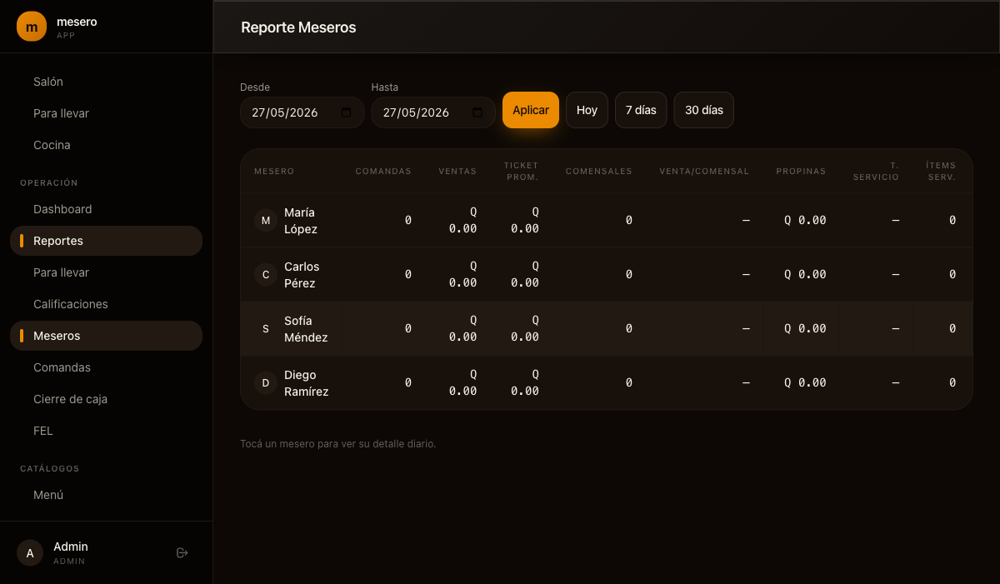 m
mesero
APP
Salón
Para llevar
Cocina
OPERACIÓN
Dashboard
Reportes
Para llevar
Calificaciones
Meseros
Comandas
Cierre de caja
FEL
CATÁLOGOS
Menú
A
Admin
ADMIN
Reporte Meseros
Desde
Hasta
27/05/2026
27/05/2026
Aplicar
Hoy
7 días
30 días
MESERO COMANDAS VENTAS TICKET PROM. COMENSALES VENTA/COMENSAL PROPINAS T. SERVICIO ÍTEMS SERV.
M María López 0 Q 0.00 Q 0.00 0 — Q 0.00 — 0
C Carlos Pérez 0 Q 0.00 Q 0.00 0 — Q 0.00 — 0
S Sofía Méndez 0 Q 0.00 Q 0.00 0 — Q 0.00 — 0
D Diego Ramírez 0 Q 0.00 Q 0.00 0 — Q 0.00 — 0
Tocá un mesero para ver su detalle diario.